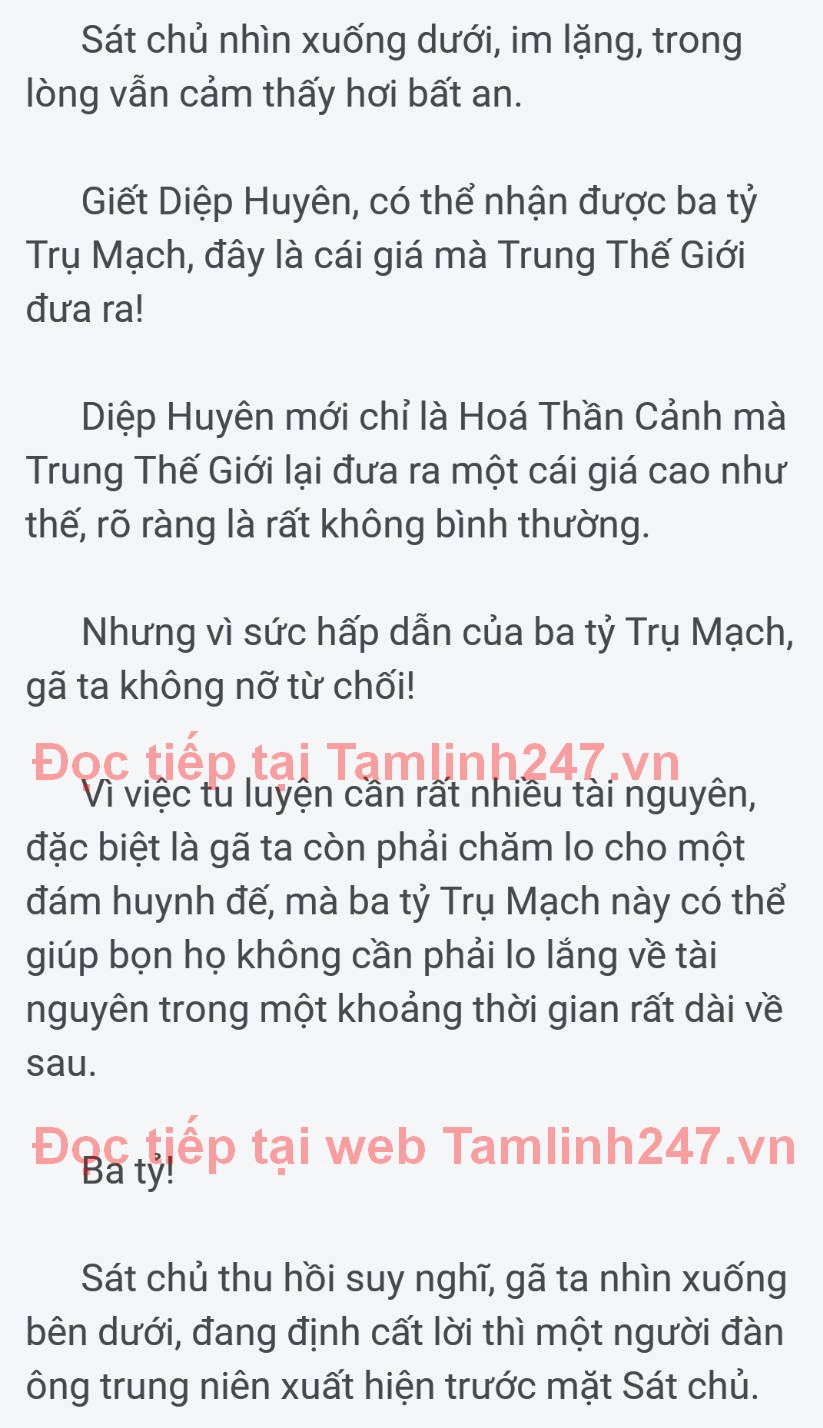 Sát chủ nhìn xuống dưới, im lặng, trong
lòng vẫn cảm thấy hơi bất an.
Giết Diệp Huyên, có thể nhận được ba tỷ
Trụ Mạch, đây là cái giá mà Trung Thế Giới
đưa ra!
Diệp Huyên mới chỉ là Hoá Thần Cảnh mà
Trung Thế Giới lại đưa ra một cái giá cao như
thế, rõ ràng là rất không bình thường.
Nhưng vì sức hấp dẫn của ba tỷ Trụ Mạch,
gã ta không nỡ từ chối!
Đọc tiếp tại Tamlinh247.vn
Vì việc tu luyện cần rất nhiều tài nguyên,
đặc biệt là gã ta còn phải chăm lo cho một
đám huynh đế, mà ba tỷ Trụ Mạch này có thể
giúp bọn họ không cần phải lo lắng về tài
nguyên trong một khoảng thời gian rất dài về
sau.
Đọc tiếp tại web Tamlinh247.vn
Ba tỷ!
Sát chủ thu hồi suy nghĩ, gã ta nhìn xuống
bên dưới, đang định cất lời thì một người đàn
ông trung niên xuất hiện trước mặt Sát chủ.